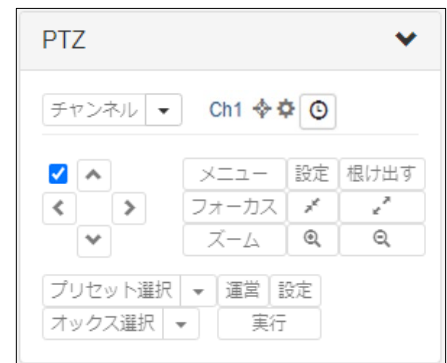 PTZ
チャンネル Ch1
メニュー 設定 根け出す
フォーカス
ズーム
プリセット選択 運営 設定
オックス選択 実行